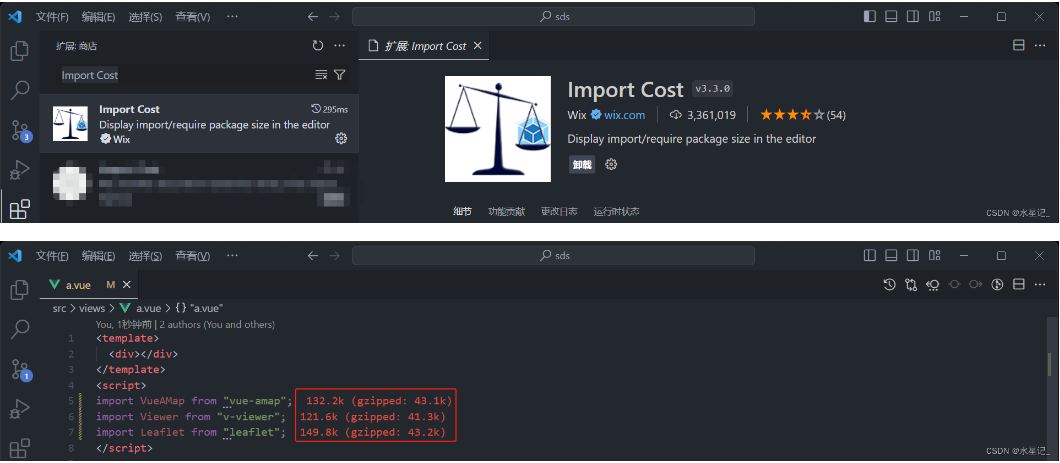 文件(F) 编辑(E) 选择(S) 查看(V) ··· sds
扩展: 商店
扩展: Import Cost
Import Cost
Import Cost 295ms
Display import/require package size in the editor
Wix
3
Import Cost v3.3.0
Wix wix.com 3,361,019 (54)
Display import/require package size in the editor
卸载
细节 功能贡献 更改日志 运行时状态
CSDN @水星记_
文件(F) 编辑(E) 选择(S) 查看(V) ··· sds
a.vue M
src > views > a.vue > {} "a.vue"
You, 1秒钟前 | 2 authors (You and others)
1 <template>
2 <div></div>
3 </template>
4 <script>
5 import VueAMap from "vue-amap"; 132.2k (gzipped: 43.1k)
6 import Viewer from "v-viewer"; 121.6k (gzipped: 41.3k)
7 import Leaflet from "leaflet"; 149.8k (gzipped: 43.2k)
8 </script>
1
CSDN @水星记_